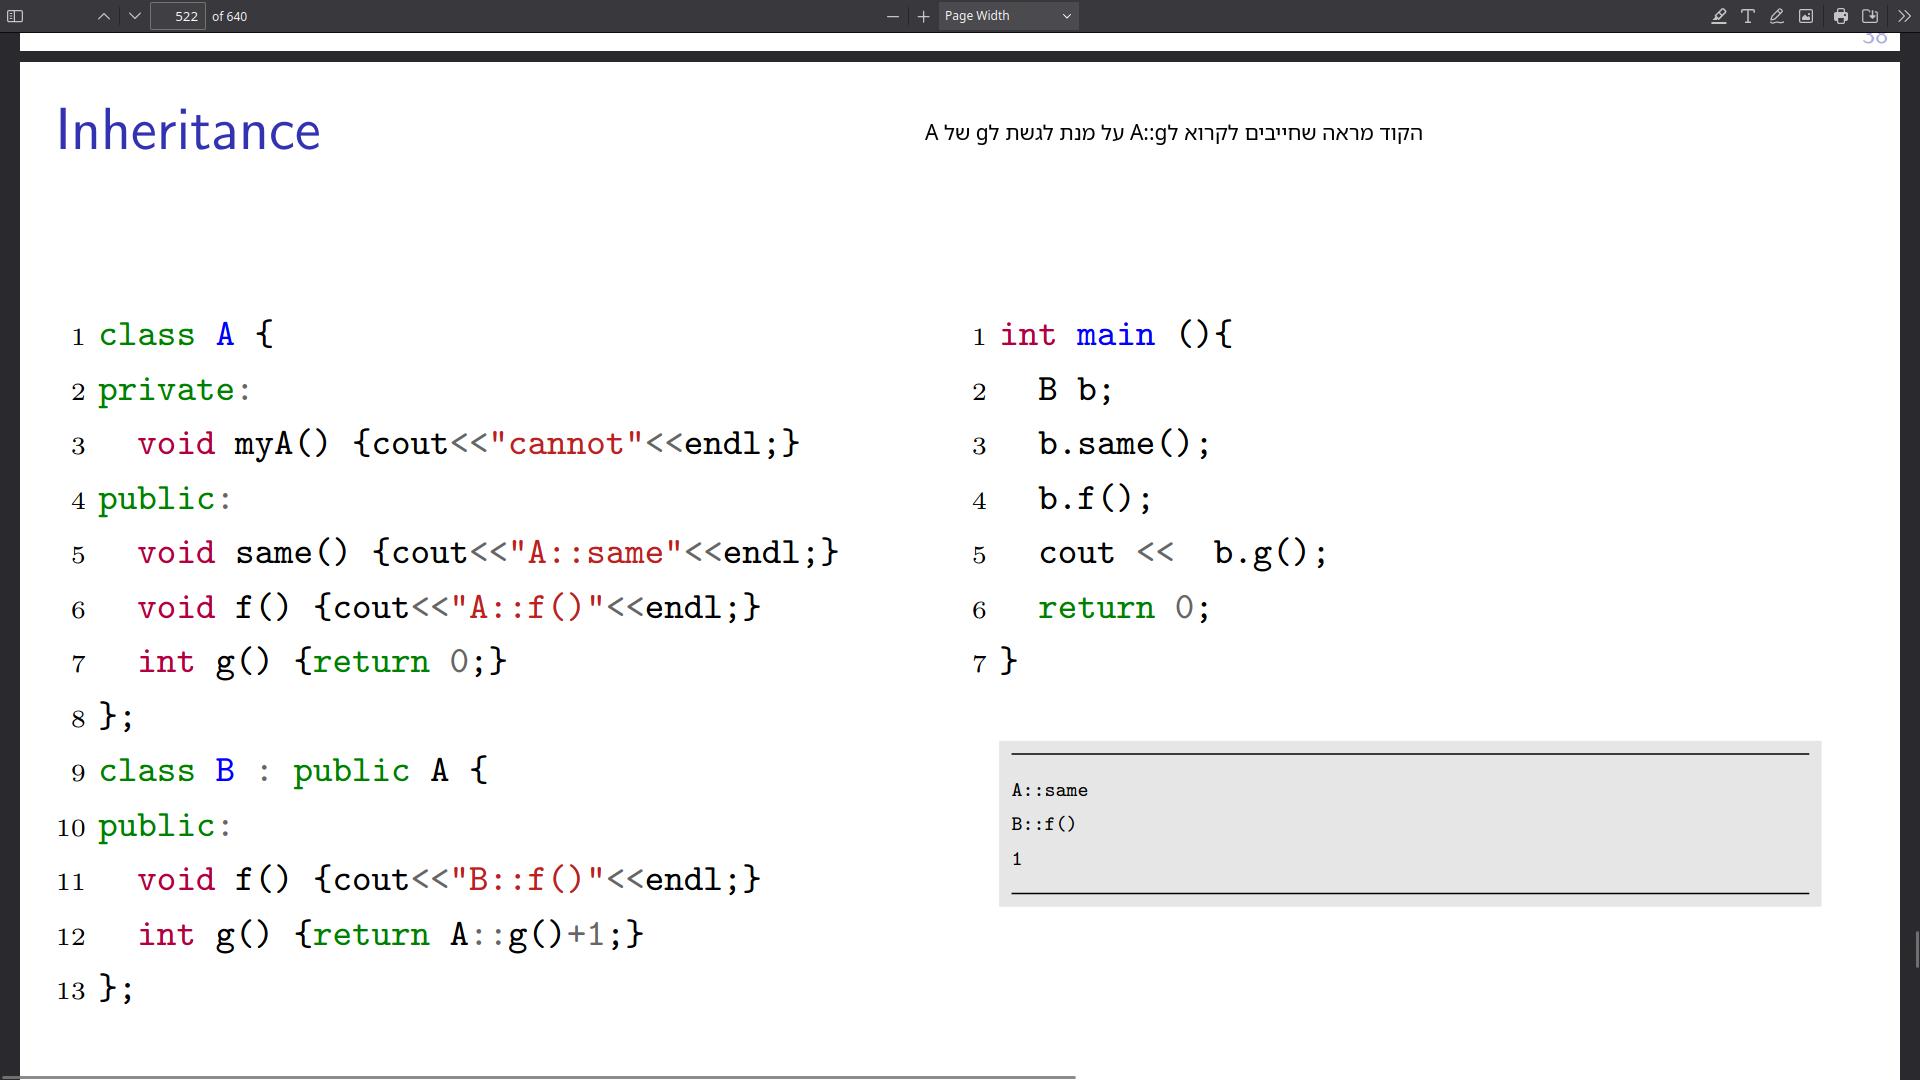 522 of 640
Page Width
Inheritance
הקוד מראה שחייבים לקרוא לA::g על מנת לגשת לg של A
1 class A {
2 private:
3 void myA() {cout<<"cannot"<<endl;}
4 public:
5 void same() {cout<<"A::same"<<endl;}
6 void f() {cout<<"A::f()"<<endl;}
7 int g() {return 0;}
8 };
9 class B : public A {
10 public:
11 void f() {cout<<"B::f()"<<endl;}
12 int g() {return A::g()+1;}
13 };
1 int main (){
2 B b;
3 b.same();
4 b.f();
5 cout << b.g();
6 return 0;
7 }
A::same
B::f()
1